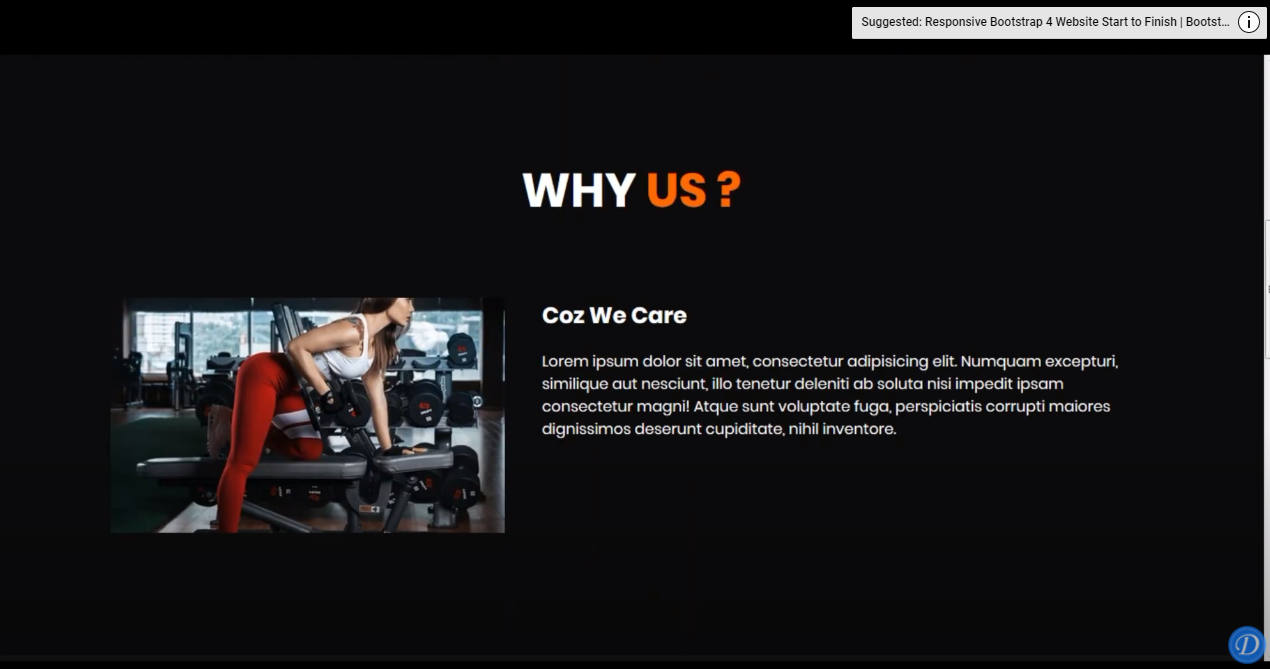 Suggested: Responsive Bootstrap 4 Website Start to Finish | Bootst...
WHY US ?
Coz We Care
Lorem ipsum dolor sit amet, consectetur adipisicing elit. Numquam excepturi,
similique aut nesciunt, illo tenetur deleniti ab soluta nisi impedit ipsam
consectetur magni! Atque sunt voluptate fuga, perspiciatis corrupti maiores
dignissimos deserunt cupiditate, nihil inventore.
D